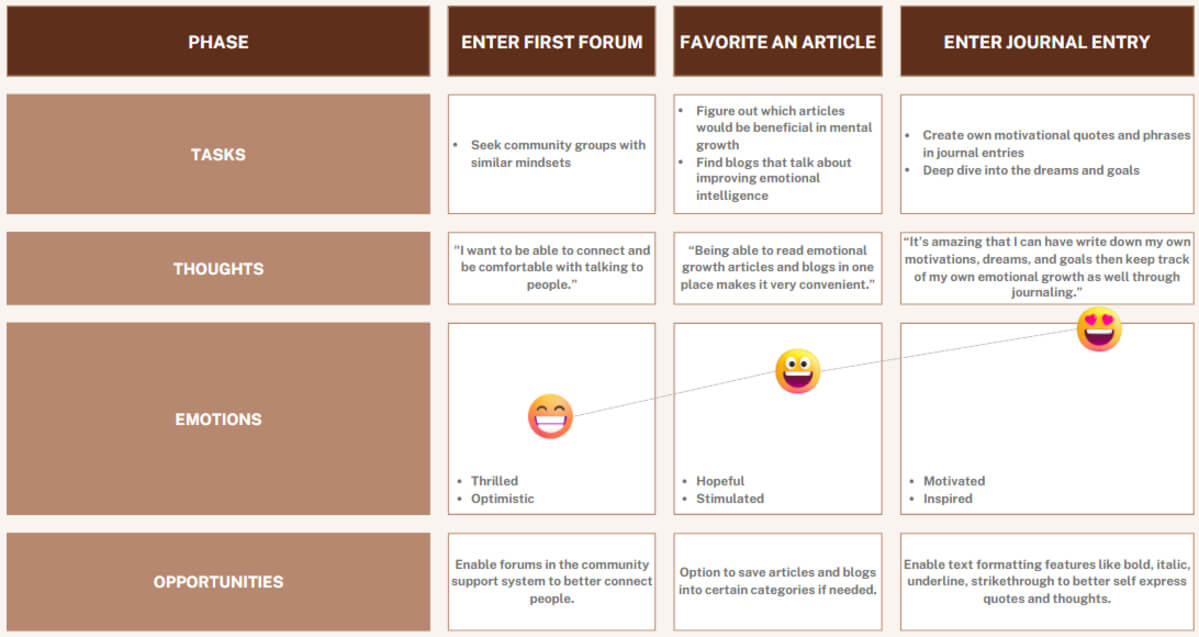 PHASE
ENTER FIRST FORUM
FAVORITE AN ARTICLE
ENTER JOURNAL ENTRY
TASKS
• Seek community groups with
similar mindsets
• Figure out which articles
would be beneficial in mental
growth
• Find blogs that talk about
improving emotional
intelligence
• Create own motivational quotes and phrases
in journal entries
• Deep dive into the dreams and goals
THOUGHTS
"I want to be able to connect and
be comfortable with talking to
people.”
“Being able to read emotional
growth articles and blogs in one
place makes it very convenient.”
“It’s amazing that I can have write down my own
motivations, dreams, and goals then keep track
of my own emotional growth as well through
journaling.”
EMOTIONS
• Thrilled
• Optimistic
• Hopeful
• Stimulated
• Motivated
• Inspired
OPPORTUNITIES
Enable forums in the community
support system to better connect
people.
Option to save articles and blogs
into certain categories if needed.
Enable text formatting features like bold, italic,
underline, strikethrough to better self express
quotes and thoughts.